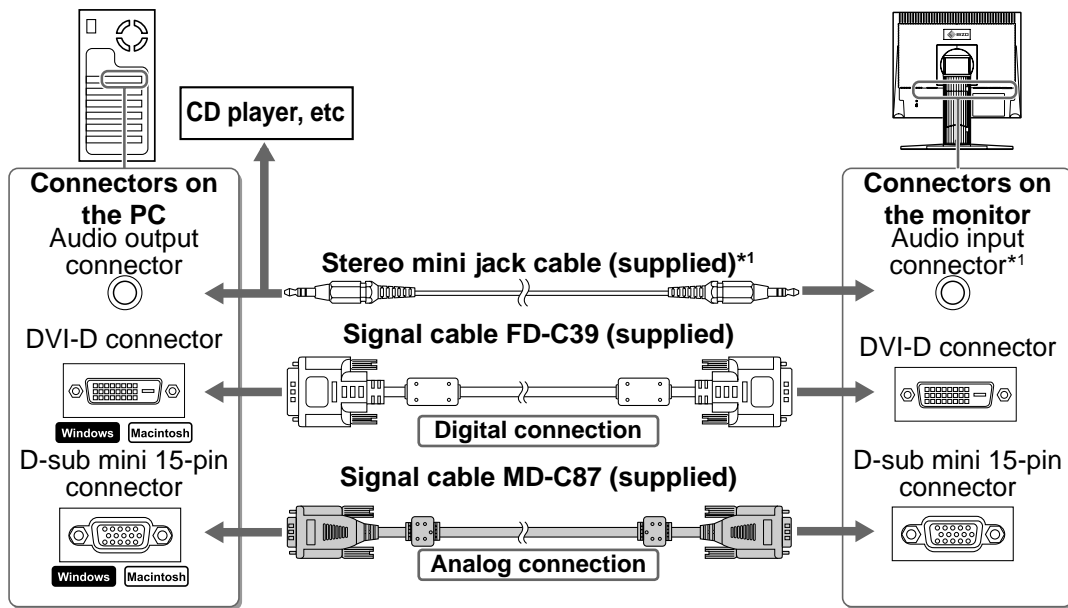 EIZO
CD player, etc
Connectors on
the PC
Audio output
connector
DVI-D connector
Windows Macintosh
D-sub mini 15-pin
connector
Windows Macintosh
Stereo mini jack cable (supplied)*1
Signal cable FD-C39 (supplied)
Digital connection
Signal cable MD-C87 (supplied)
Analog connection
Connectors on
the monitor
Audio input
connector*1
DVI-D connector
D-sub mini 15-pin
connector